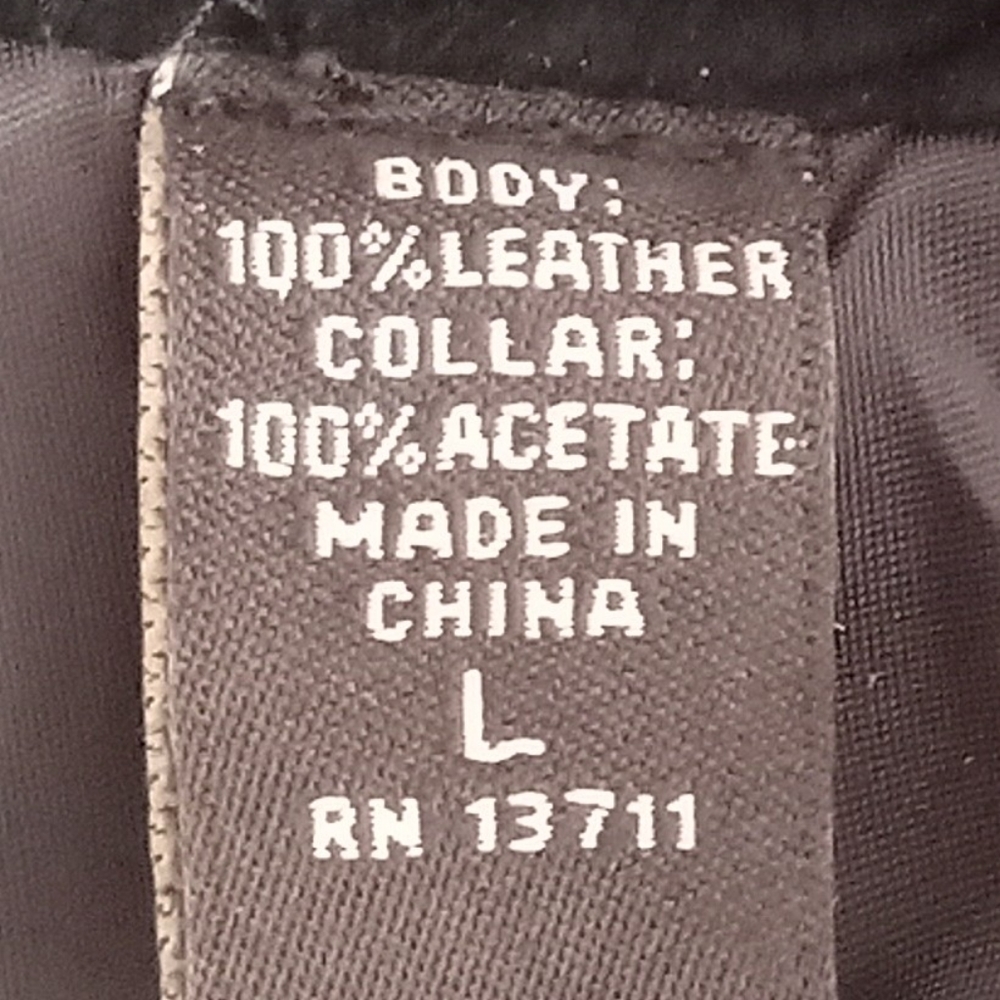 BODY:
100%LEATHER
COLLAR:
100%ACETATE
MADE IN
CHINA
L
RN 13711